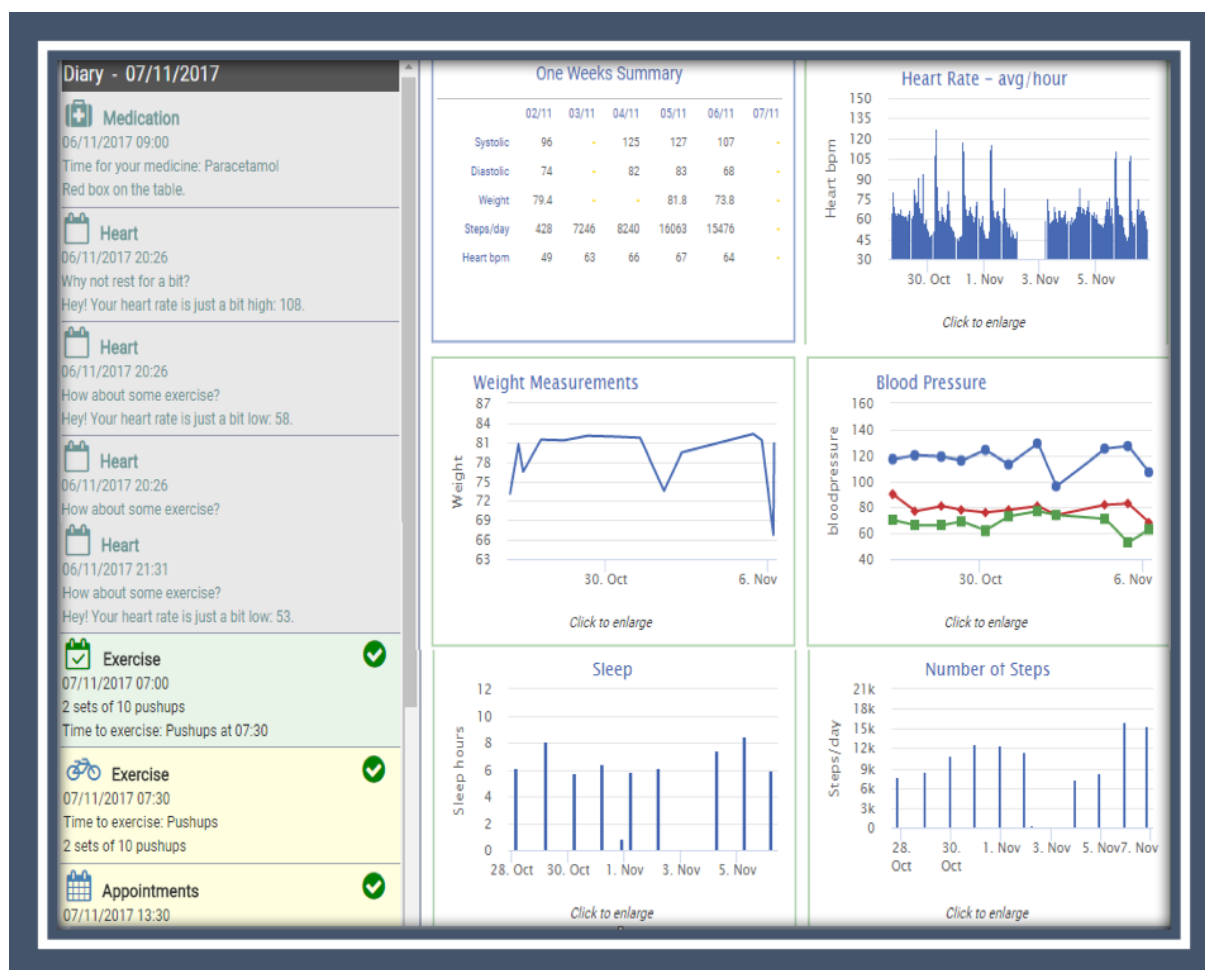 Diary - 07/11/2017
Medication
06/11/2017 09:00
Time for your medicine: Paracetamol
Red box on the table.
Heart
06/11/2017 20:26
Why not rest for a bit?
Hey! Your heart rate is just a bit high: 108.
Heart
06/11/2017 20:26
How about some exercise?
Hey! Your heart rate is just a bit low: 58.
Heart
06/11/2017 20:26
How about some exercise?
Heart
06/11/2017 21:31
How about some exercise?
Hey! Your heart rate is just a bit low: 53.
Exercise
07/11/2017 07:00
2 sets of 10 pushups
Time to exercise: Pushups at 07:30
Exercise
07/11/2017 07:30
Time to exercise: Pushups
2 sets of 10 pushups
Appointments
07/11/2017 13:30
One Weeks Summary
02/11 03/11 04/11 05/11 06/11 07/11
Systolic 96 - 125 127 107 -
Diastolic 74 - 82 83 68 -
Weight 79.4 - - 81.8 73.8 -
Steps/day 428 7246 8240 16063 15476 -
Heart bpm 49 63 66 67 64 -
Heart Rate – avg/hour
Heart bpm
150
135
120
105
90
75
60
45
30
30. Oct 1. Nov 3. Nov 5. Nov
Click to enlarge
Weight Measurements
Weight
87
84
81
78
75
72
69
66
63
30. Oct 6. Nov
Click to enlarge
Blood Pressure
bloodpressure
160
140
120
100
80
60
40
30. Oct 6. Nov
Click to enlarge
Sleep
Sleep hours
12
10
8
6
4
2
0
28. Oct 30. Oct 1. Nov 3. Nov 5. Nov
Click to enlarge
Number of Steps
Steps/day
21k
18k
15k
12k
9k
6k
3k
0
28. Oct 30. Oct 1. Nov 3. Nov 5. Nov 7. Nov
Click to enlarge